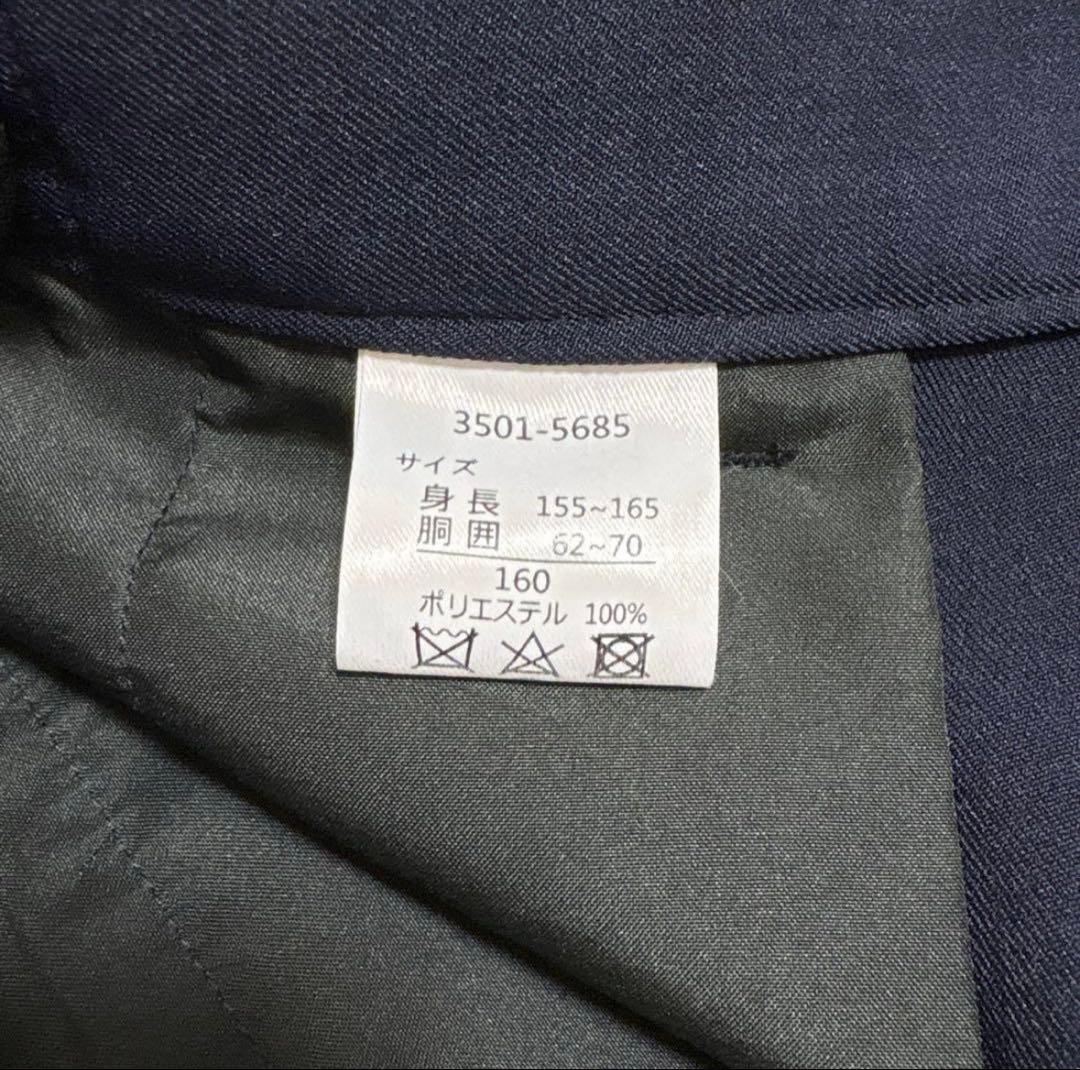 3501-5685
サイズ
身長 155~165
胴囲 62~70
160
ポリエステル 100%